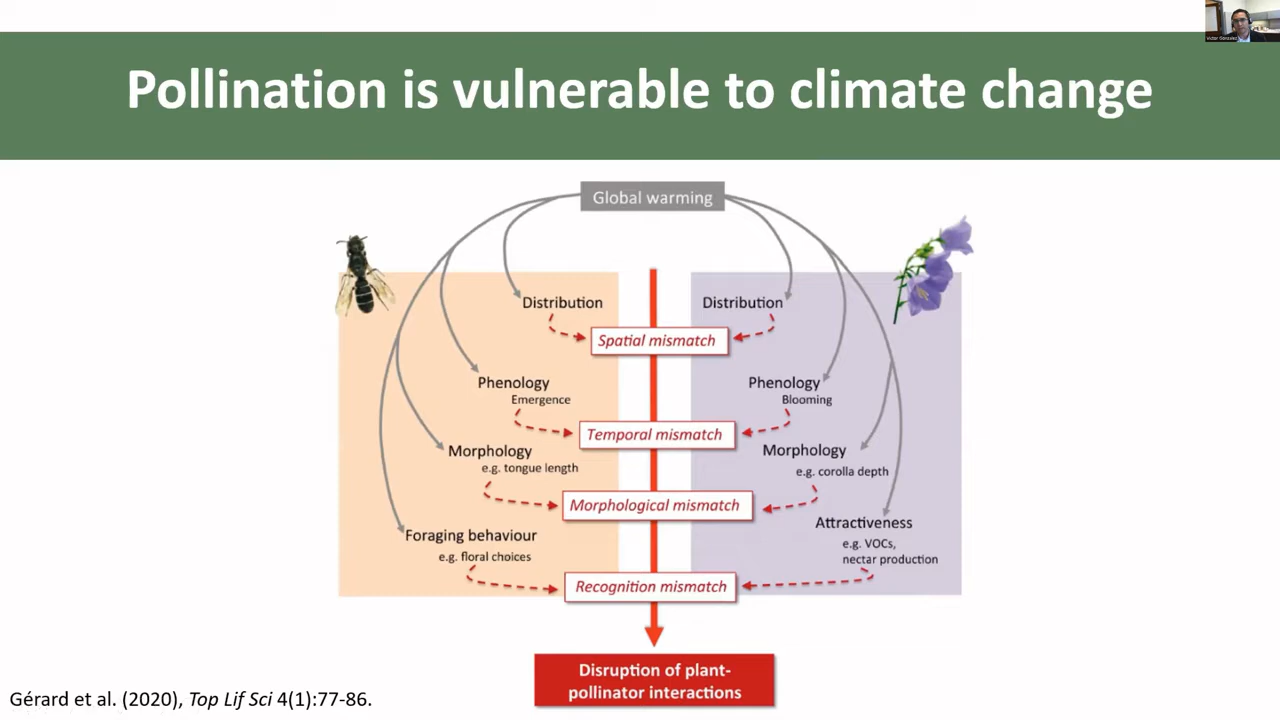 Victor Gonzalez
Pollination is vulnerable to climate change
Global warming
Distribution
Distribution
Spatial mismatch
Phenology
Emergence
Phenology
Blooming
Temporal mismatch
Morphology
e.g. tongue length
Morphology
e.g. corolla depth
Morphological mismatch
Foraging behaviour
e.g. floral choices
Attractiveness
e.g. VOCs,
nectar production
Recognition mismatch
Disruption of plant-
pollinator interactions
Gérard et al. (2020), Top Lif Sci 4(1):77-86.